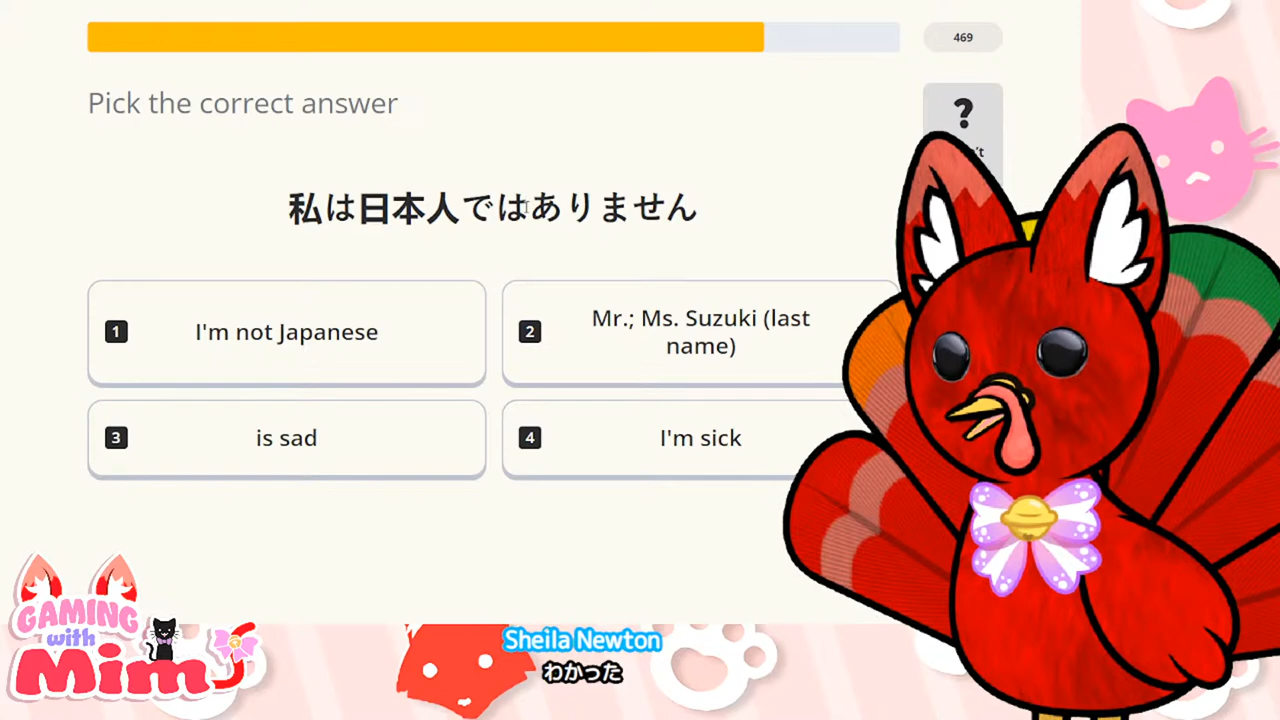 469
Pick the correct answer
?
't
私は日本人ではありません
1 I'm not Japanese
2 Mr.; Ms. Suzuki (last
name)
3 is sad
4 I'm sick
GAMING
with
Mim
Sheila Newton
わかった